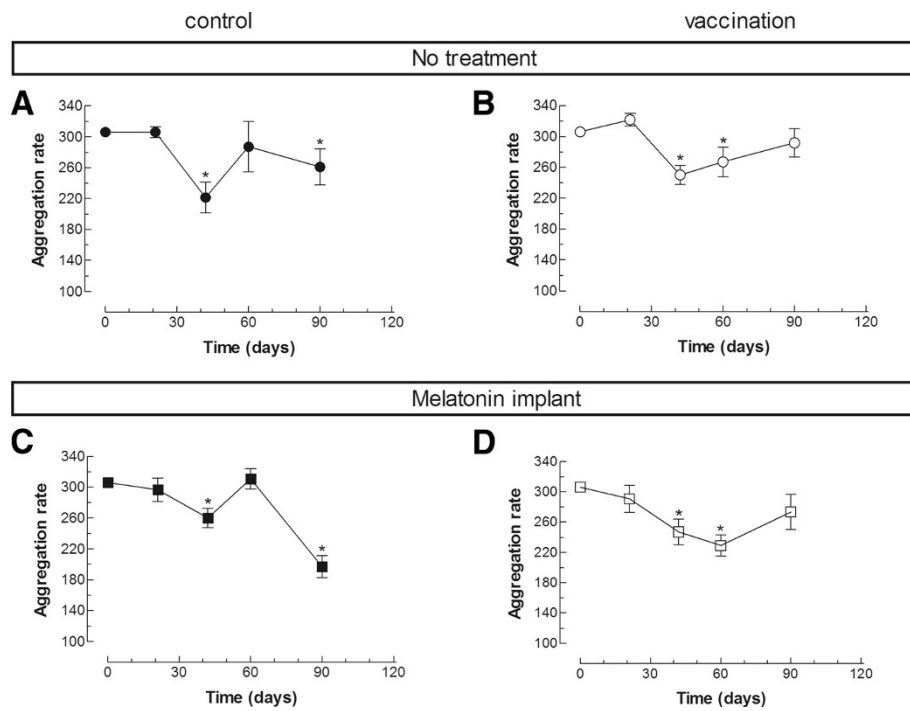 control vaccination
No treatment
A B
Aggregation rate
340
300
260
220
180
140
100
0 30 60 90 120
Time (days)
*
*
Aggregation rate
340
300
260
220
180
140
100
0 30 60 90 120
Time (days)
*
*
Melatonin implant
C D
Aggregation rate
340
300
260
220
180
140
100
0 30 60 90 120
Time (days)
*
*
Aggregation rate
340
300
260
220
180
140
100
0 30 60 90 120
Time (days)
*
*